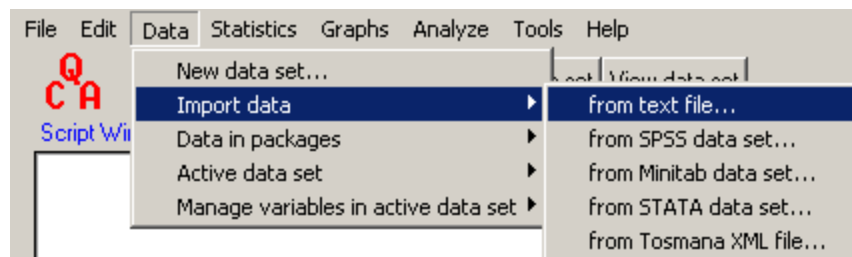 File Edit Data Statistics Graphs Analyze Tools Help
Q
C A
New data set...
set View data set
Import data
from text file...
Script Wi
Data in packages
from SPSS data set...
Active data set
from Minitab data set...
Manage variables in active data set
from STATA data set...
from Tosmana XML file...